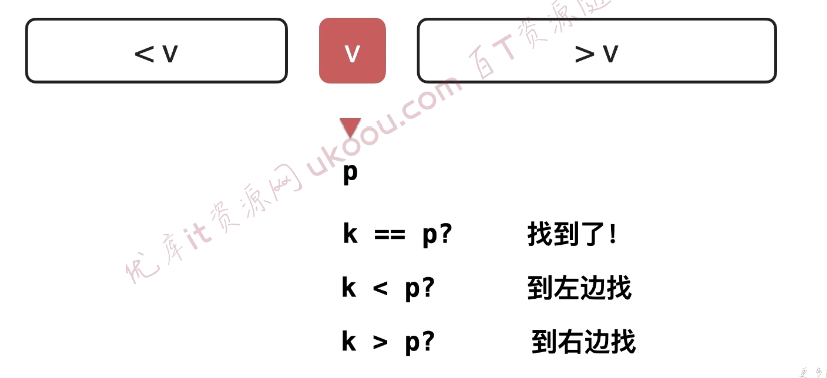 < v
v
> v
优库it资源网 ukoou.com 百T资源随
p
k == p? 找到了!
k < p? 到左边找
k > p? 到右边找